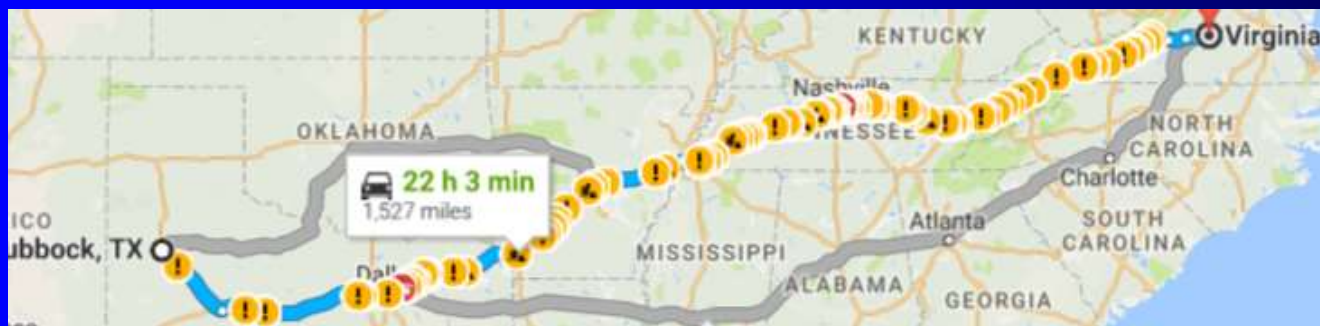 KENTUCKY
Virginia
Nashville
OKLAHOMA
NNESSEE
NORTH
CAROLINA
22 h 3 min
1,527 miles
Charlotte
ICO
Atlanta
SOUTH
CAROLINA
ubbock, TX
MISSISSIPPI
Dall
ALABAMA
GEORGIA